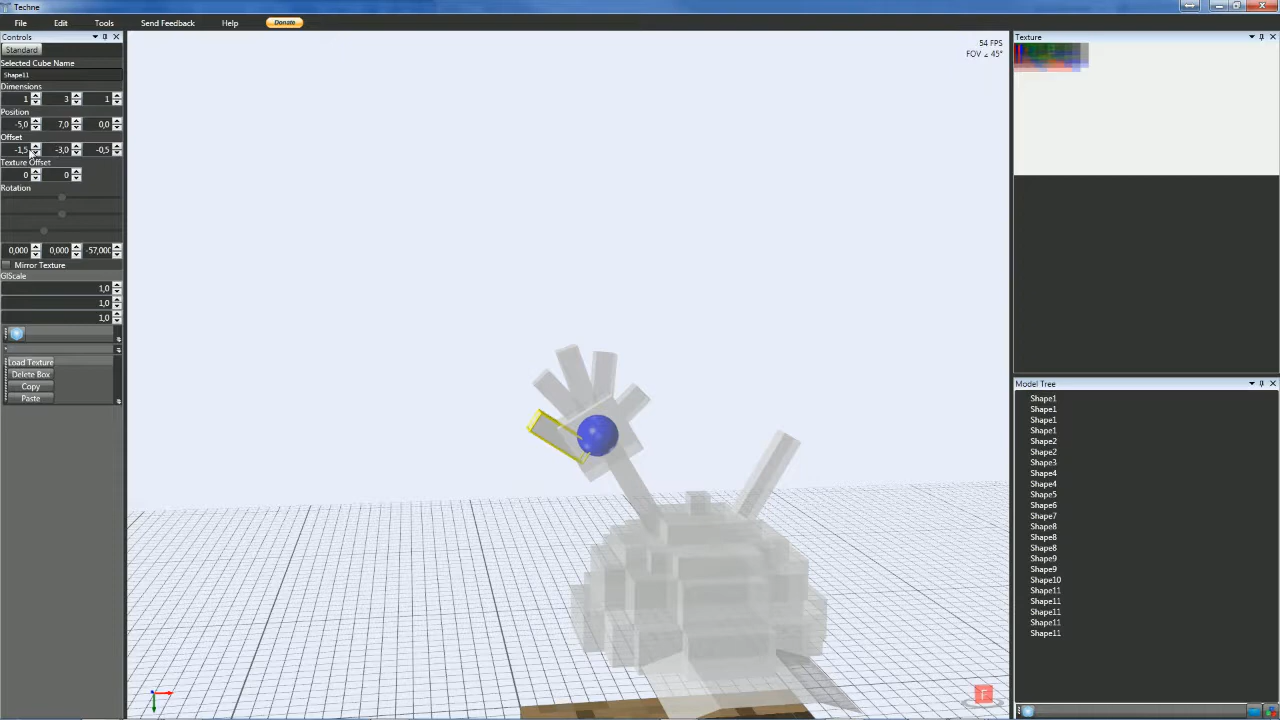 Techne
File Edit Tools Send Feedback Help Donate
Controls
Standard
Selected Cube Name
Shape11
Dimensions
1 3 1
Position
-5,0 7,0 0,0
Offset
-1,5 -3,0 -0,5
Texture Offset
0 0
Rotation
0,000 0,000 -57,000
Mirror Texture
GlScale
1,0
1,0
1,0
Load Texture
Delete Box
Copy
Paste
54 FPS
FOV ∠ 45°
F
Texture
Model Tree
Shape1
Shape1
Shape1
Shape1
Shape2
Shape2
Shape3
Shape4
Shape4
Shape5
Shape6
Shape7
Shape8
Shape8
Shape8
Shape9
Shape9
Shape10
Shape11
Shape11
Shape11
Shape11
Shape11